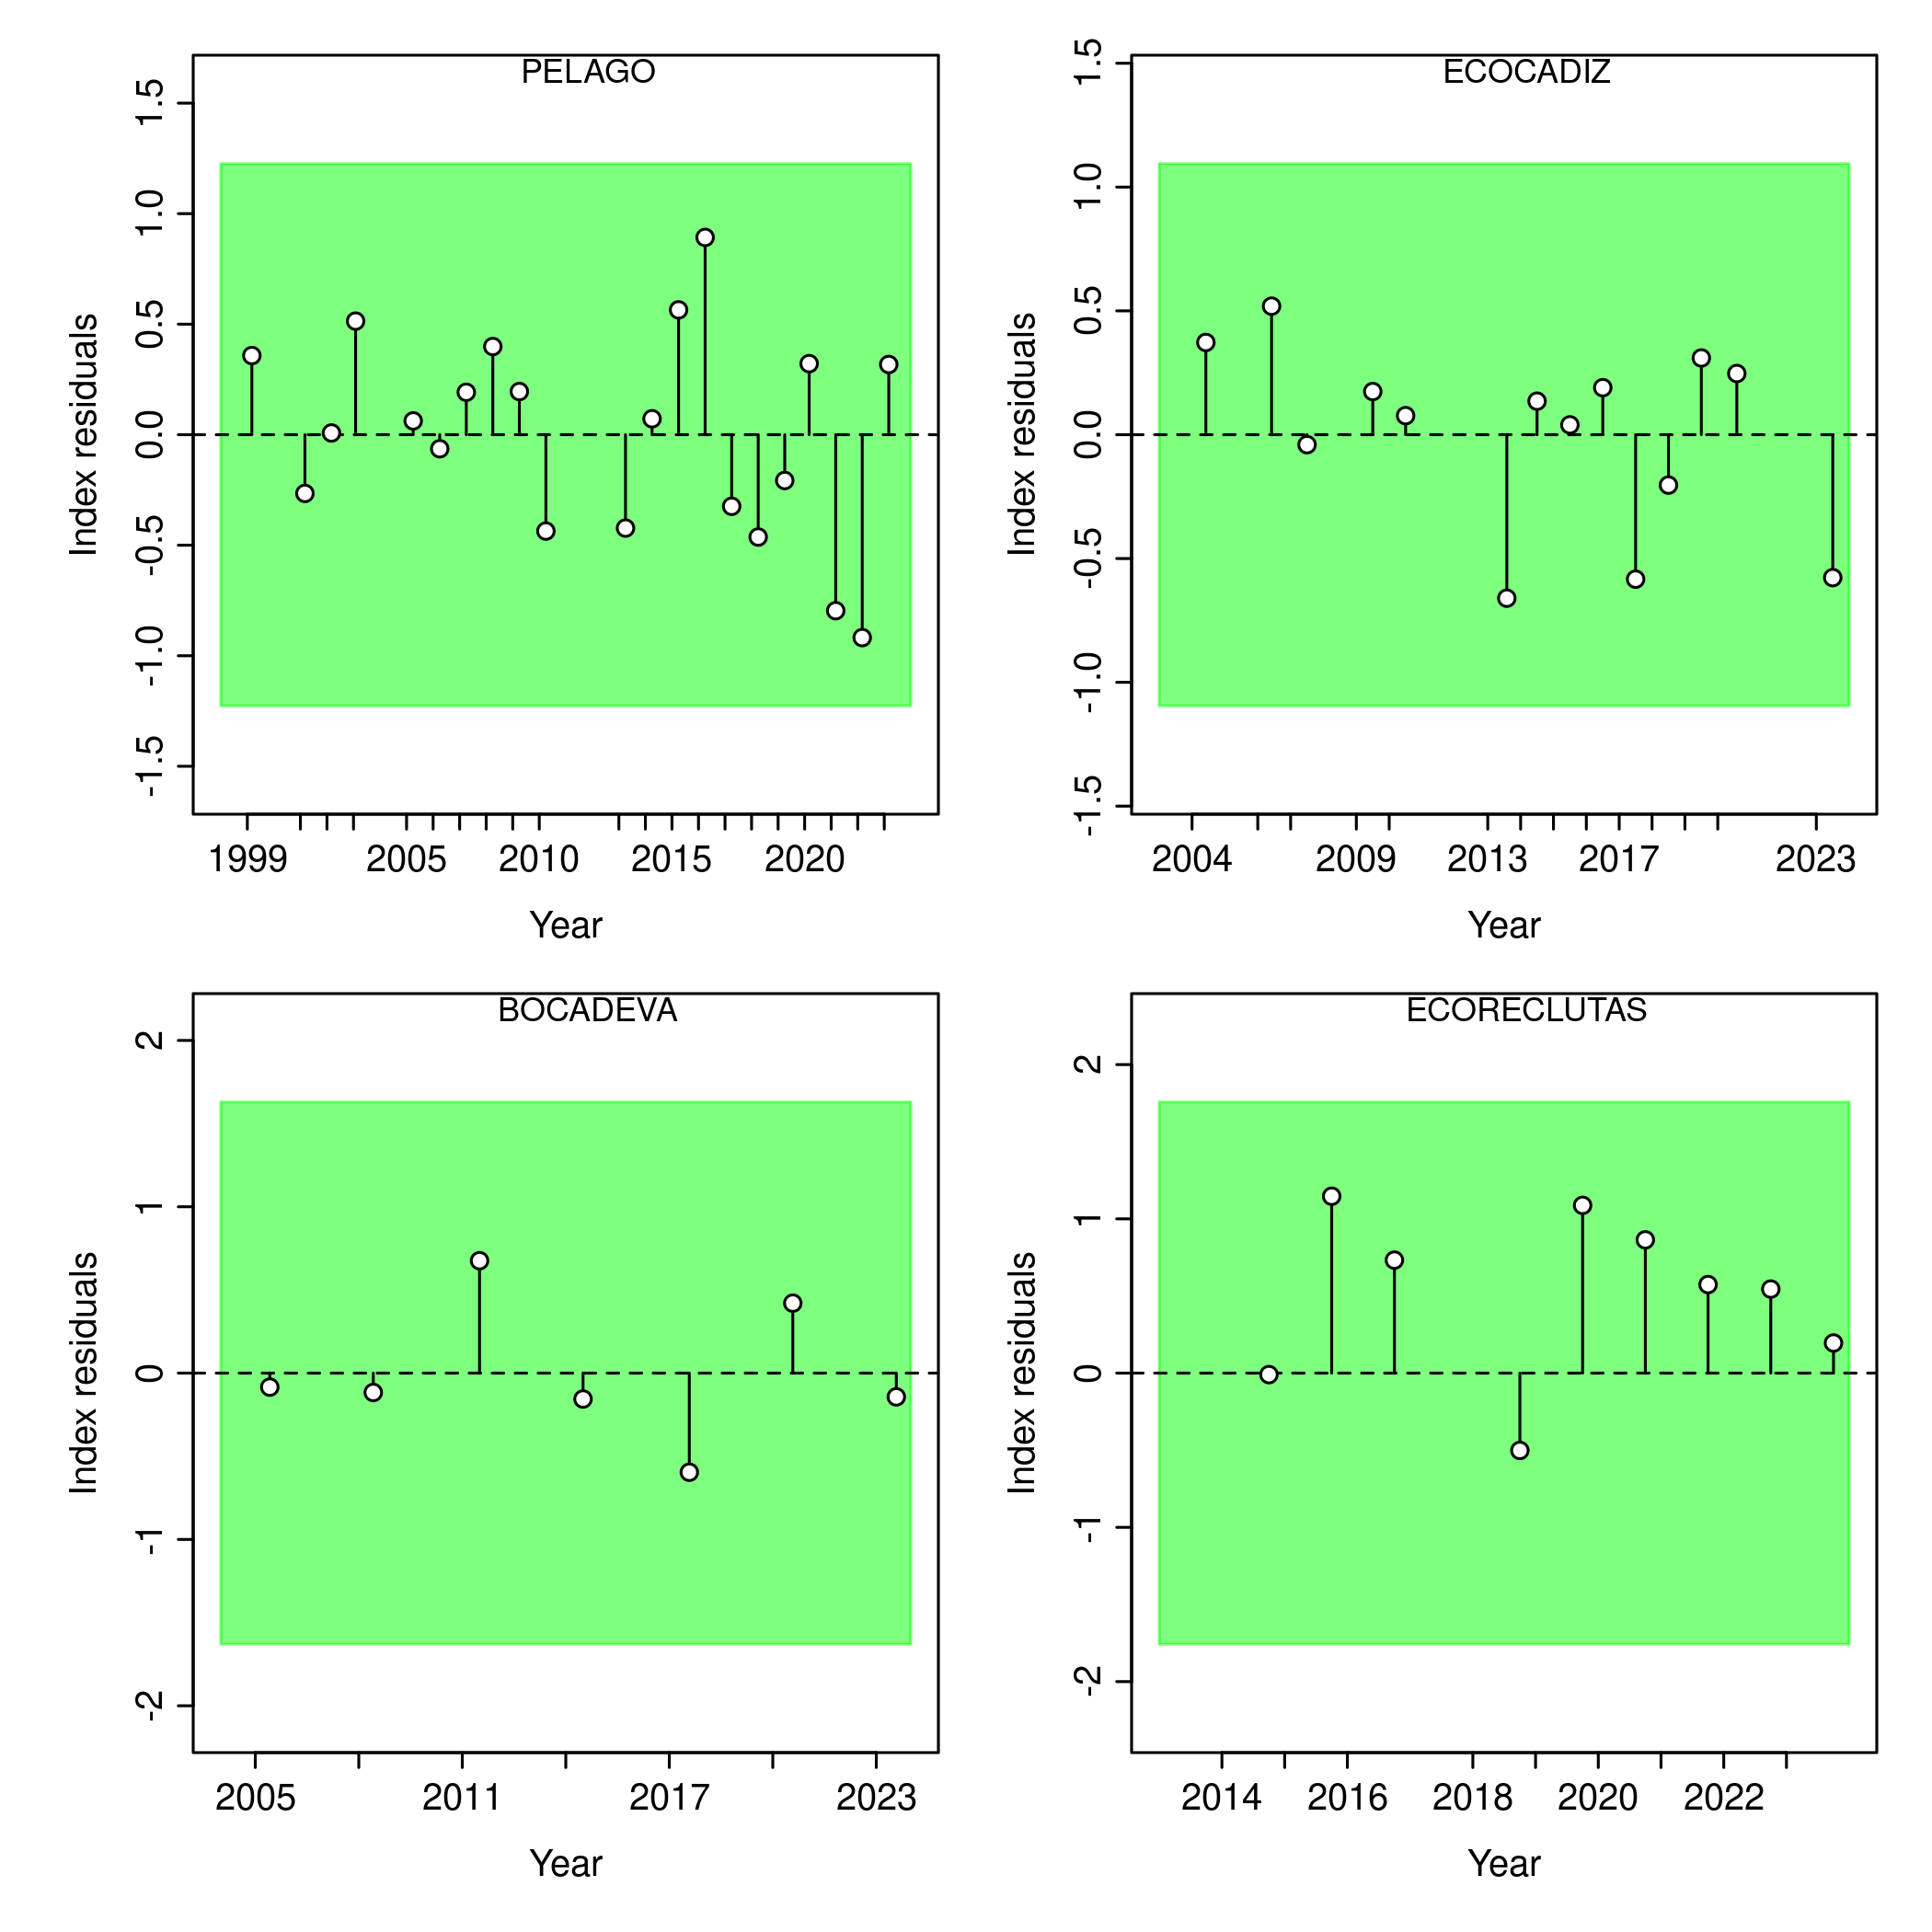 PELAGO
1.5
1.0
0.5
0.0
-0.5
-1.0
-1.5
Index residuals
1999 2005 2010 2015 2020
Year
ECOCADIZ
1.5
1.0
0.5
0.0
-0.5
-1.0
-1.5
Index residuals
2004 2009 2013 2017 2023
Year
BOCADEVA
2
1
0
-1
-2
Index residuals
2005 2011 2017 2023
Year
ECORECLUTAS
2
1
0
-1
-2
Index residuals
2014 2016 2018 2020 2022
Year